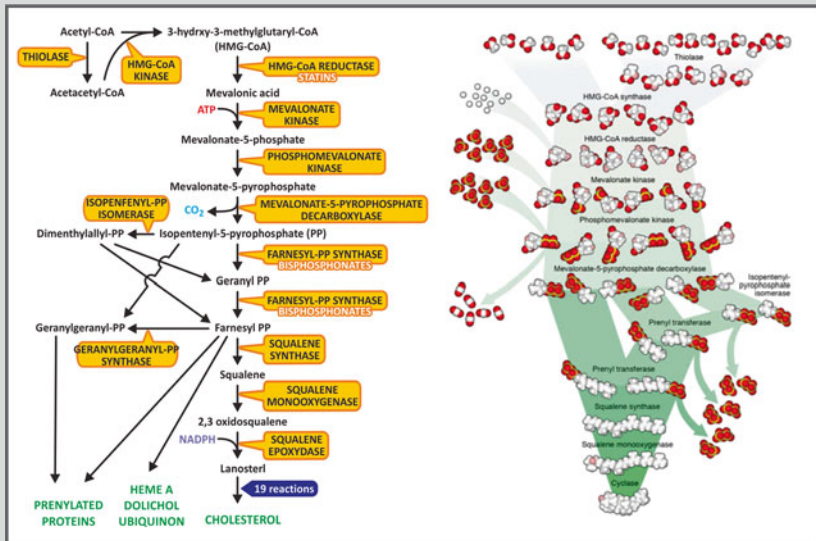 Acetyl-CoA
3-hydrxy-3-methylglutaryl-CoA
(HMG-CoA)
THIOLASE
HMG-CoA
KINASE
HMG-CoA REDUCTASE
STATINS
Acetacetyl-CoA
Mevalonic acid
ATP
MEVALONATE
KINASE
Mevalonate-5-phosphate
PHOSPHOMEVALONATE
KINASE
Mevalonate-5-pyrophosphate
ISOPENFENYL-PP
ISOMERASE
CO2
MEVALONATE-5-PYROPHOSPHATE
DECARBOXYLASE
Dimenthylallyl-PP
Isopentenyl-5-pyrophosphate (PP)
FARNESYL-PP SYNTHASE
BISPHOSPHONATES
Geranyl PP
FARNESYL-PP SYNTHASE
BISPHOSPHONATES
Geranylgeranyl-PP
Farnesyl PP
GERANYLGERANYL-PP
SYNTHASE
SQUALENE
SYNTHASE
Squalene
SQUALENE
MONOOXYGENASE
2,3 oxidosqualene
NADPH
SQUALENE
EPOXYDASE
Lanosterl
19 reactions
PRENYLATED
PROTEINS
HEME A
DOLICHOL
UBIQUINON
CHOLESTEROL
Thiolase
HMG-CoA synthase
HMG-CoA reductase
Mevalonate kinase
Phosphomevalonate kinase
Mevalonate-5-pyrophosphate decarboxylase
Isopentenyl-
pyrophosphate
isomerase
Prenyl transferase
Prenyl transferase
Squalene synthase
Squalene monooxygenase
Cyclase